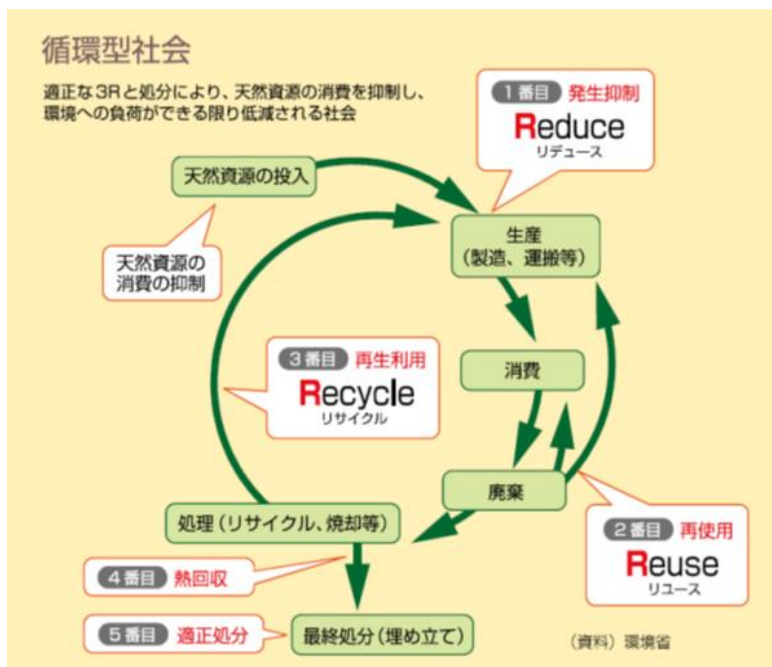 循環型社会
適正な3Rと処分により、天然資源の消費を抑制し、
環境への負荷ができる限り低減される社会
1番目 発生抑制
Reduce
リデュース
天然資源の投入
生産
(製造、運搬等)
天然資源の
消費の抑制
3番目 再生利用
Recycle
リサイクル
消費
廃棄
処理(リサイクル、焼却等)
2番目 再使用
Reuse
リユース
4番目 熱回収
5番目 適正処分
最終処分(埋め立て)
(資料)環境省